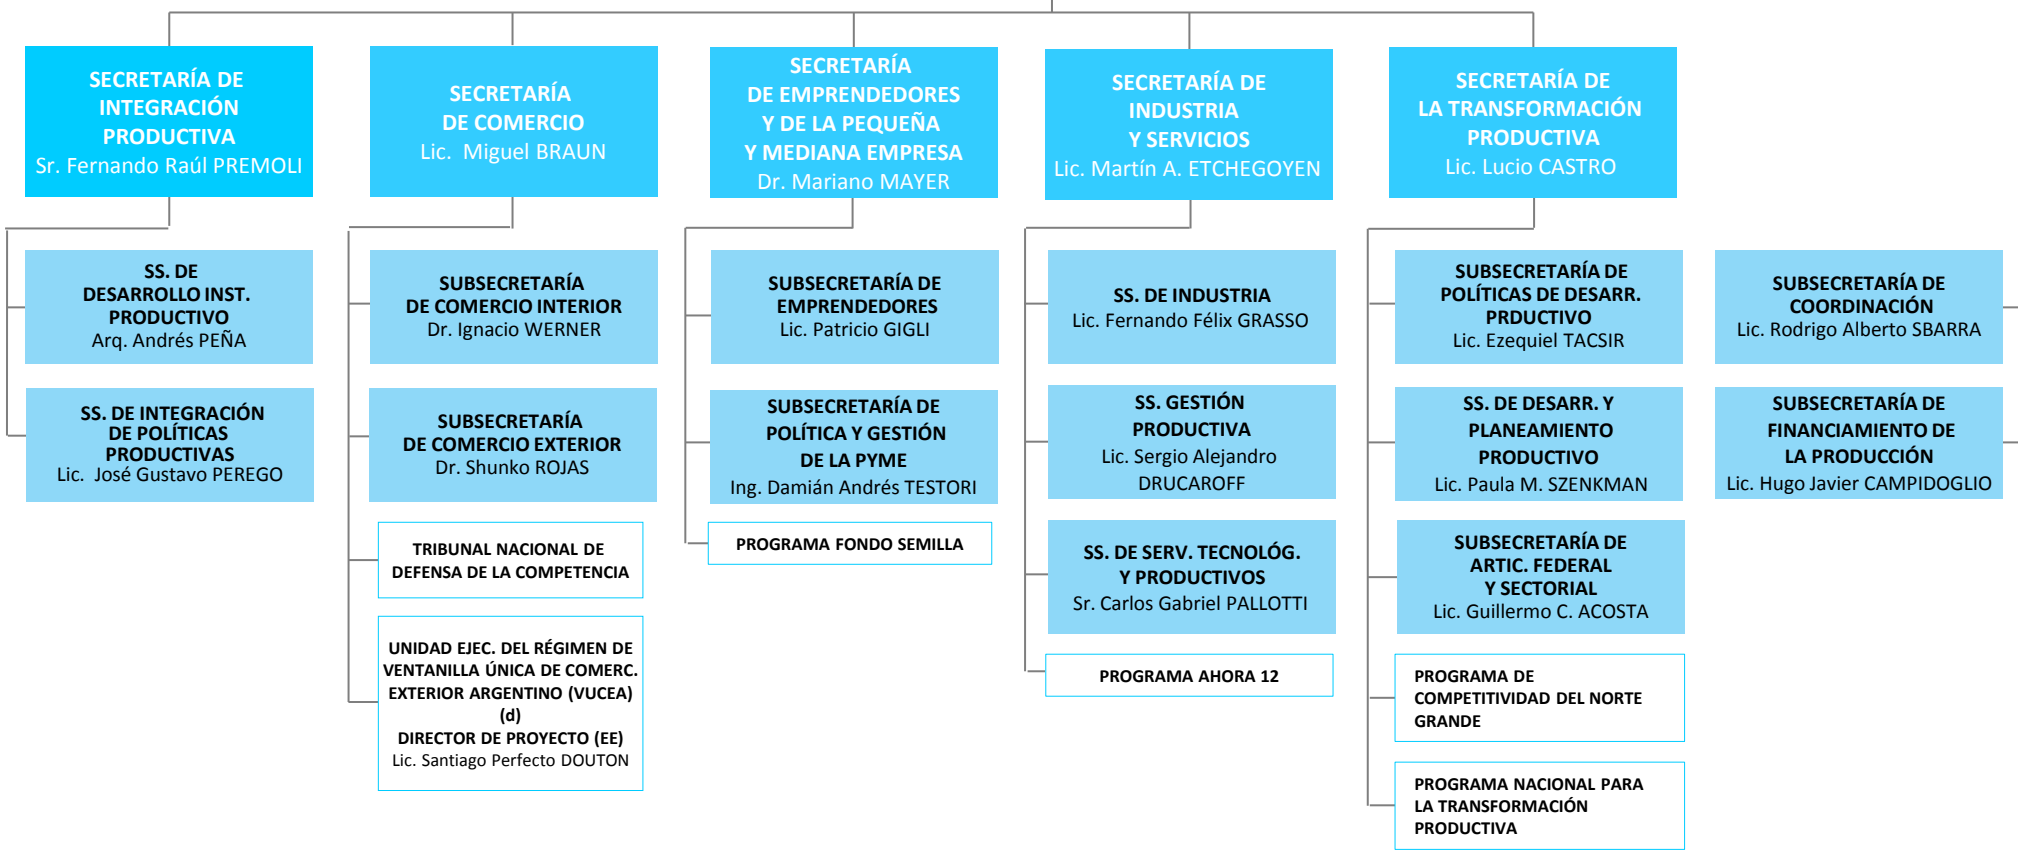 SECRETARÍA DE
INTEGRACIÓN
PRODUCTIVA
Sr. Fernando Raúl PREMOLI
SECRETARÍA
DE COMERCIO
Lic. Miguel BRAUN
SECRETARÍA
DE EMPRENDEDORES
Y DE LA PEQUEÑA
Y MEDIANA EMPRESA
Dr. Mariano MAYER
SECRETARÍA DE
INDUSTRIA
Y SERVICIOS
Lic. Martín A. ETCHEGOYEN
SECRETARÍA DE
LA TRANSFORMACIÓN
PRODUCTIVA
Lic. Lucio CASTRO
SS. DE
DESARROLLO INST.
PRODUCTIVO
Arq. Andrés PEÑA
SUBSECRETARÍA
DE COMERCIO INTERIOR
Dr. Ignacio WERNER
SUBSECRETARÍA DE
EMPRENDEDORES
Lic. Patricio GIGLI
SS. DE INDUSTRIA
Lic. Fernando Félix GRASSO
SUBSECRETARÍA DE
POLÍTICAS DE DESARR.
PRDUCTIVO
Lic. Ezequiel TACSIR
SUBSECRETARÍA DE
COORDINACIÓN
Lic. Rodrigo Alberto SBARRA
SS. DE INTEGRACIÓN
DE POLÍTICAS
PRODUCTIVAS
Lic. José Gustavo PEREGO
SUBSECRETARÍA
DE COMERCIO EXTERIOR
Dr. Shunko ROJAS
SUBSECRETARÍA DE
POLÍTICA Y GESTIÓN
DE LA PYME
Ing. Damián Andrés TESTORI
SS. GESTIÓN
PRODUCTIVA
Lic. Sergio Alejandro
DRUCAROFF
SS. DE DESARR. Y
PLANEAMIENTO
PRODUCTIVO
Lic. Paula M. SZENKMAN
SUBSECRETARÍA DE
FINANCIAMIENTO DE
LA PRODUCCIÓN
Lic. Hugo Javier CAMPIDOGLIO
TRIBUNAL NACIONAL DE
DEFENSA DE LA COMPETENCIA
PROGRAMA FONDO SEMILLA
SS. DE SERV. TECNOLÓG.
Y PRODUCTIVOS
Sr. Carlos Gabriel PALLOTTI
SUBSECRETARÍA DE
ARTIC. FEDERAL
Y SECTORIAL
Lic. Guillermo C. ACOSTA
UNIDAD EJEC. DEL RÉGIMEN DE
VENTANILLA ÚNICA DE COMERC.
EXTERIOR ARGENTINO (VUCEA)
(d)
DIRECTOR DE PROYECTO (EE)
Lic. Santiago Perfecto DOUTON
PROGRAMA AHORA 12
PROGRAMA DE
COMPETITIVIDAD DEL NORTE
GRANDE
PROGRAMA NACIONAL PARA
LA TRANSFORMACIÓN
PRODUCTIVA